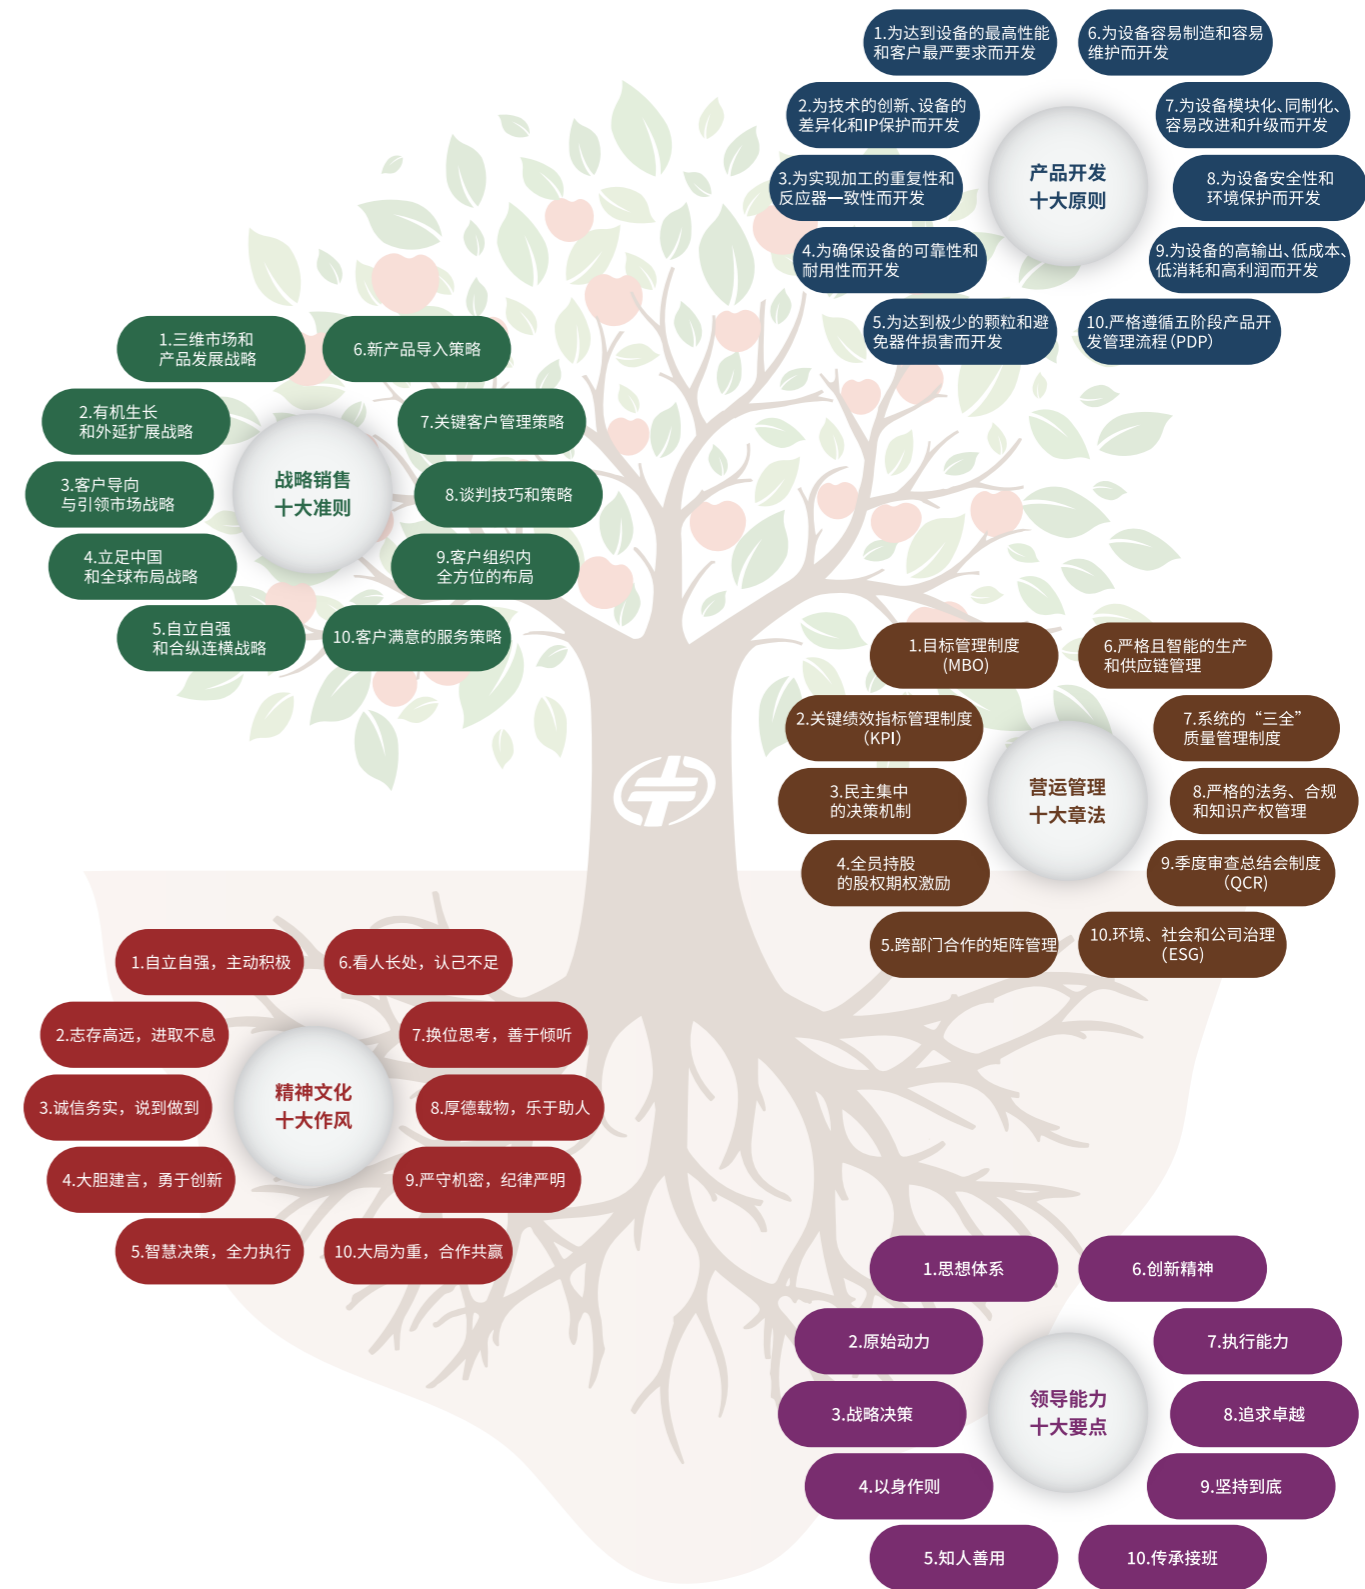 产品开发
十大原则
1.为达到设备的最高性能
和客户最严要求而开发
2.为技术的创新、设备的
差异化和IP保护而开发
3.为实现加工的重复性和
反应器一致性而开发
4.为确保设备的可靠性和
耐用性而开发
5.为达到极少的颗粒和避
免器件损害而开发
6.为设备容易制造和容易
维护而开发
7.为设备模块化、同制化、
容易改进和升级而开发
8.为设备安全性和
环境保护而开发
9.为设备的高输出、低成本、
低消耗和高利润而开发
10.严格遵循五阶段产品开
发管理流程(PDP)
战略销售
十大准则
1.三维市场和
产品发展战略
2.有机生长
和外延扩展战略
3.客户导向
与引领市场战略
4.立足中国
和全球布局战略
5.自立自强
和合纵连横战略
6.新产品导入策略
7.关键客户管理策略
8.谈判技巧和策略
9.客户组织内
全方位的布局
10.客户满意的服务策略
营运管理
十大章法
1.目标管理制度
(MBO)
2.关键绩效指标管理制度
（KPI）
3.民主集中
的决策机制
4.全员持股
的股权期权激励
5.跨部门合作的矩阵管理
6.严格且智能的生产
和供应链管理
7.系统的“三全”
质量管理制度
8.严格的法务、合规
和知识产权管理
9.季度审查总结会制度
（QCR）
10.环境、社会和公司治理
（ESG）
精神文化
十大作风
1.自立自强，主动积极
2.志存高远，进取不息
3.诚信务实，说到做到
4.大胆建言，勇于创新
5.智慧决策，全力执行
6.看人长处，认己不足
7.换位思考，善于倾听
8.厚德载物，乐于助人
9.严守机密，纪律严明
10.大局为重，合作共赢
领导能力
十大要点
1.思想体系
2.原始动力
3.战略决策
4.以身作则
5.知人善用
6.创新精神
7.执行能力
8.追求卓越
9.坚持到底
10.传承接班